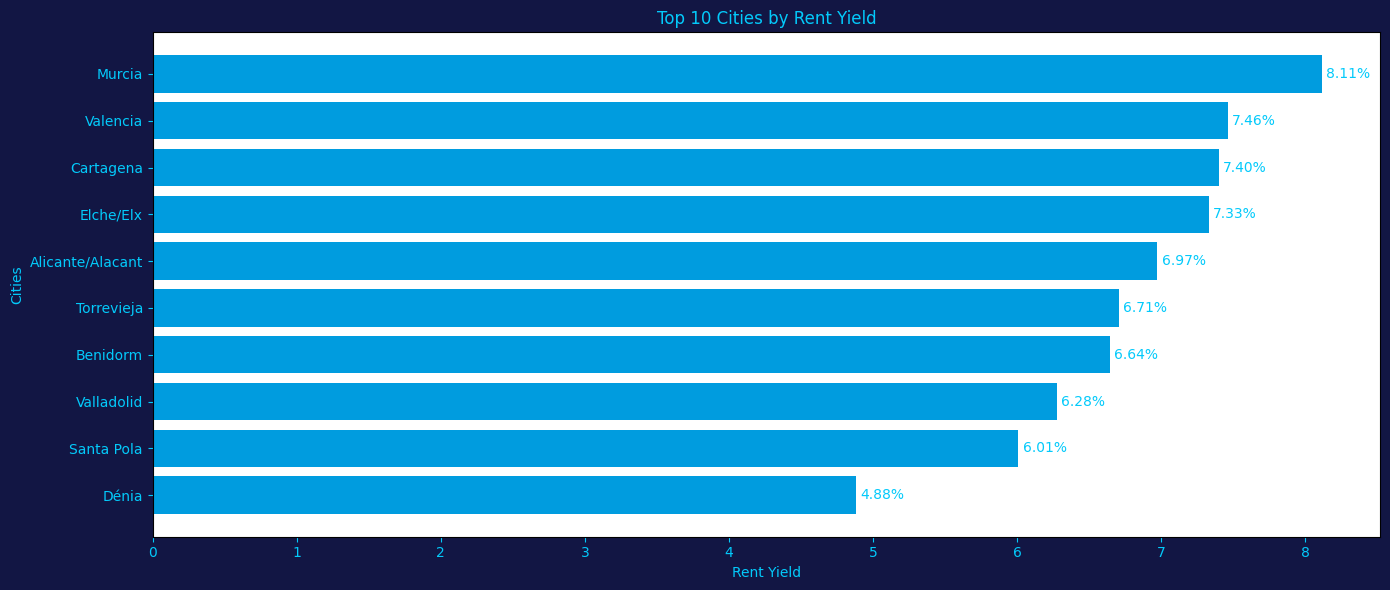 Top 10 Cities by Rent Yield
Cities
Murcia 8.11%
Valencia 7.46%
Cartagena 7.40%
Elche/Elx 7.33%
Alicante/Alacant 6.97%
Torrevieja 6.71%
Benidorm 6.64%
Valladolid 6.28%
Santa Pola 6.01%
Dénia 4.88%
0 1 2 3 4 5 6 7 8
Rent Yield